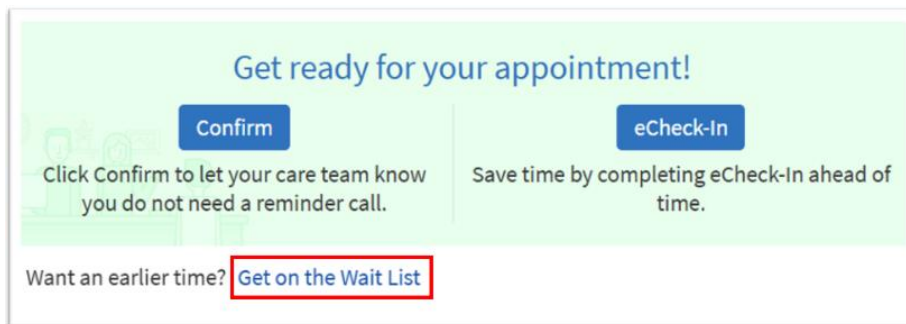 Get ready for your appointment!
Confirm
Click Confirm to let your care team know
you do not need a reminder call.
eCheck-In
Save time by completing eCheck-In ahead of
time.
Want an earlier time? Get on the Wait List